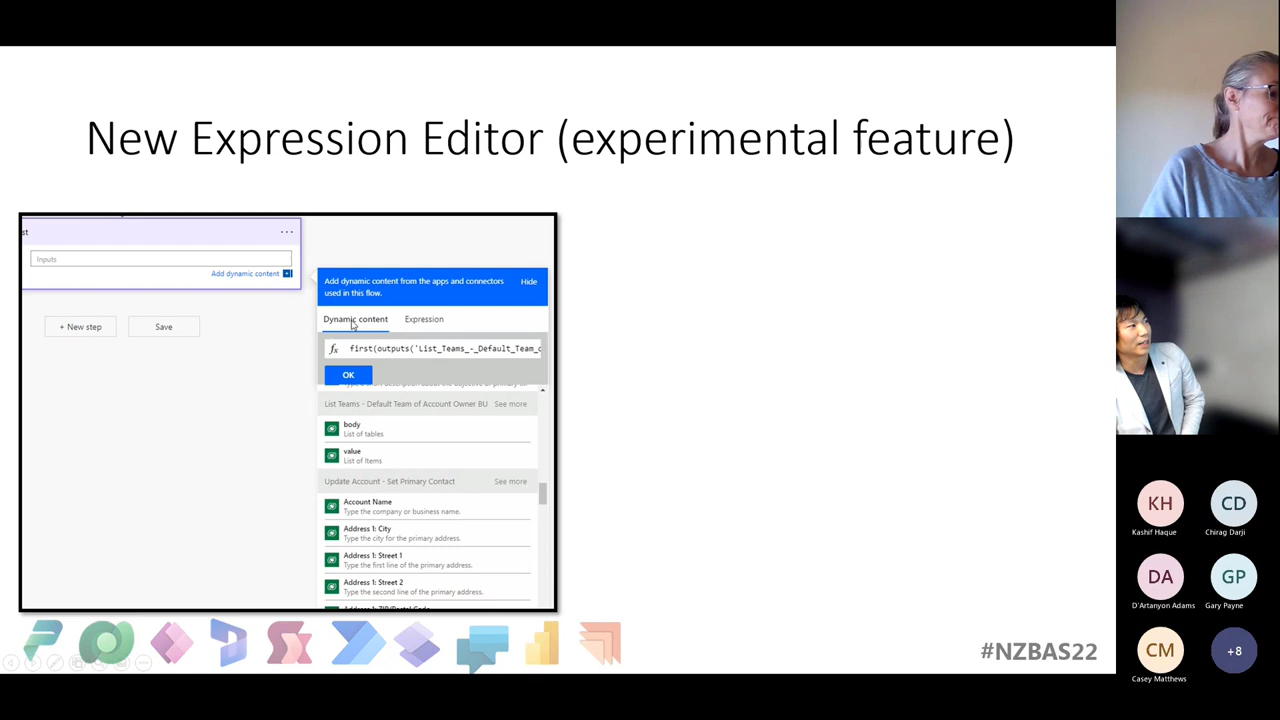 New Expression Editor (experimental feature)
st
...
Inputs
Add dynamic content
+ New step
Save
Add dynamic content from the apps and connectors
used in this flow.
Hide
Dynamic content
Expression
fx
first(outputs('List_Teams_-_Default_Team_o
OK
List Teams - Default Team of Account Owner BU
See more
body
List of tables
value
List of Items
Update Account - Set Primary Contact
See more
Account Name
Type the company or business name.
Address 1: City
Type the city for the primary address.
Address 1: Street 1
Type the first line of the primary address.
Address 1: Street 2
Type the second line of the primary address.
#NZBAS22
KH
Kashif Haque
CD
Chirag Darji
DA
D'Artanyon Adams
GP
Gary Payne
CM
Casey Matthews
+8